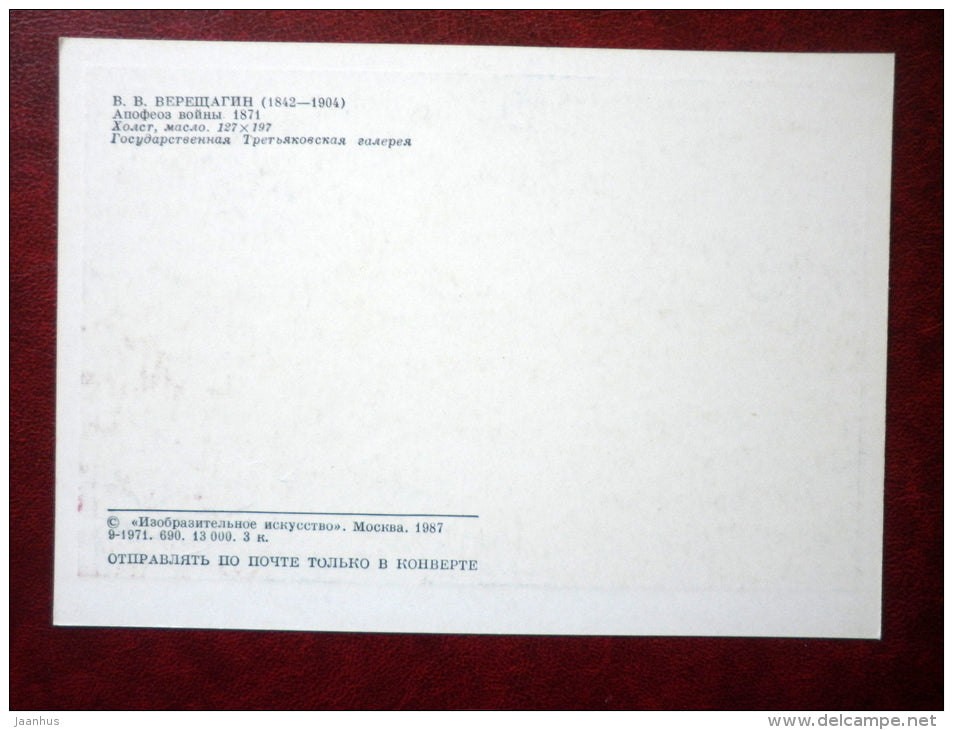 В. В. ВЕРЕЩАГИН (1842—1904)
Апофеоз войны 1871
Холст, масло. 127×197
Государственная Третьяковская галерея
© «Изобразительное искусство». Москва. 1987
9-1971. 690. 13 000. 3 к.
ОТПРАВЛЯТЬ ПО ПОЧТЕ ТОЛЬКО В КОНВЕРТЕ
Jaanhus
www.delcampe.net